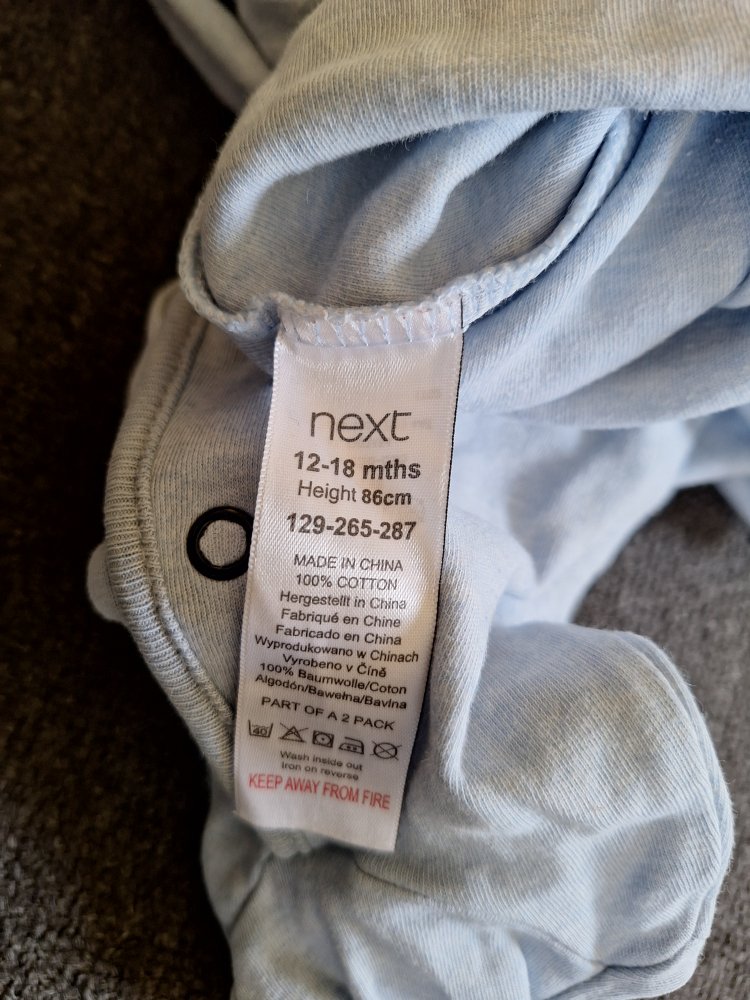 next
12-18 mths
Height 86cm
129-265-287
MADE IN CHINA
100% COTTON
Hergestellt in China
Fabriqué en Chine
Fabricado en China
Wyprodukowano w Chinach
Vyrobeno v Číně
100% Baumwolle/Coton
Algodón/Bawełna/Bavlna
PART OF A 2 PACK
40
Wash inside out
Iron on reverse
KEEP AWAY FROM FIRE